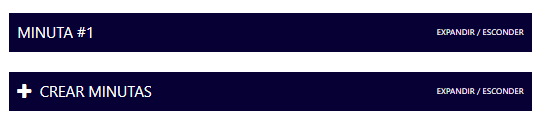 MINUTA #1 EXPANDIR / ESCONDER
CREAR MINUTAS EXPANDIR / ESCONDER